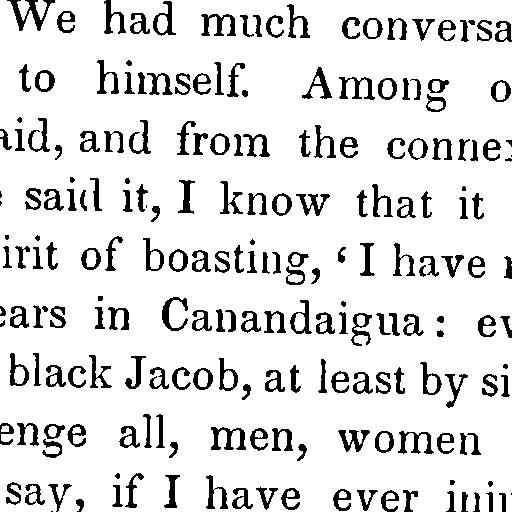 We had much conversa
to himself. Among o
aid, and from the conne
said it, I know that it
irit of boasting, ‘ I have
ears in Canandaigua : ev
black Jacob, at least by si
enge all, men, women
say, if I have ever inju